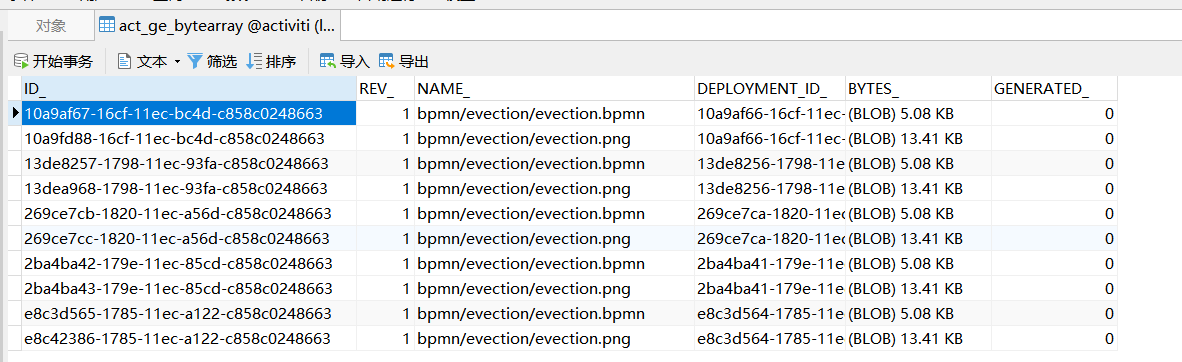 对象 act_ge_bytearray @activiti (l...
开始事务 文本 筛选 排序 导入 导出
ID_ REV_ NAME_ DEPLOYMENT_ID_ BYTES_ GENERATED_
10a9af67-16cf-11ec-bc4d-c858c0248663 1 bpmn/evection/evection.bpmn 10a9af66-16cf-11ec- (BLOB) 5.08 KB 0
10a9fd88-16cf-11ec-bc4d-c858c0248663 1 bpmn/evection/evection.png 10a9af66-16cf-11ec- (BLOB) 13.41 KB 0
13de8257-1798-11ec-93fa-c858c0248663 1 bpmn/evection/evection.bpmn 13de8256-1798-11e (BLOB) 5.08 KB 0
13dea968-1798-11ec-93fa-c858c0248663 1 bpmn/evection/evection.png 13de8256-1798-11e (BLOB) 13.41 KB 0
269ce7cb-1820-11ec-a56d-c858c0248663 1 bpmn/evection/evection.bpmn 269ce7ca-1820-11ec (BLOB) 5.08 KB 0
269ce7cc-1820-11ec-a56d-c858c0248663 1 bpmn/evection/evection.png 269ce7ca-1820-11ec (BLOB) 13.41 KB 0
2ba4ba42-179e-11ec-85cd-c858c0248663 1 bpmn/evection/evection.bpmn 2ba4ba41-179e-11e (BLOB) 5.08 KB 0
2ba4ba43-179e-11ec-85cd-c858c0248663 1 bpmn/evection/evection.png 2ba4ba41-179e-11e (BLOB) 13.41 KB 0
e8c3d565-1785-11ec-a122-c858c0248663 1 bpmn/evection/evection.bpmn e8c3d564-1785-11e (BLOB) 5.08 KB 0
e8c42386-1785-11ec-a122-c858c0248663 1 bpmn/evection/evection.png e8c3d564-1785-11e (BLOB) 13.41 KB 0